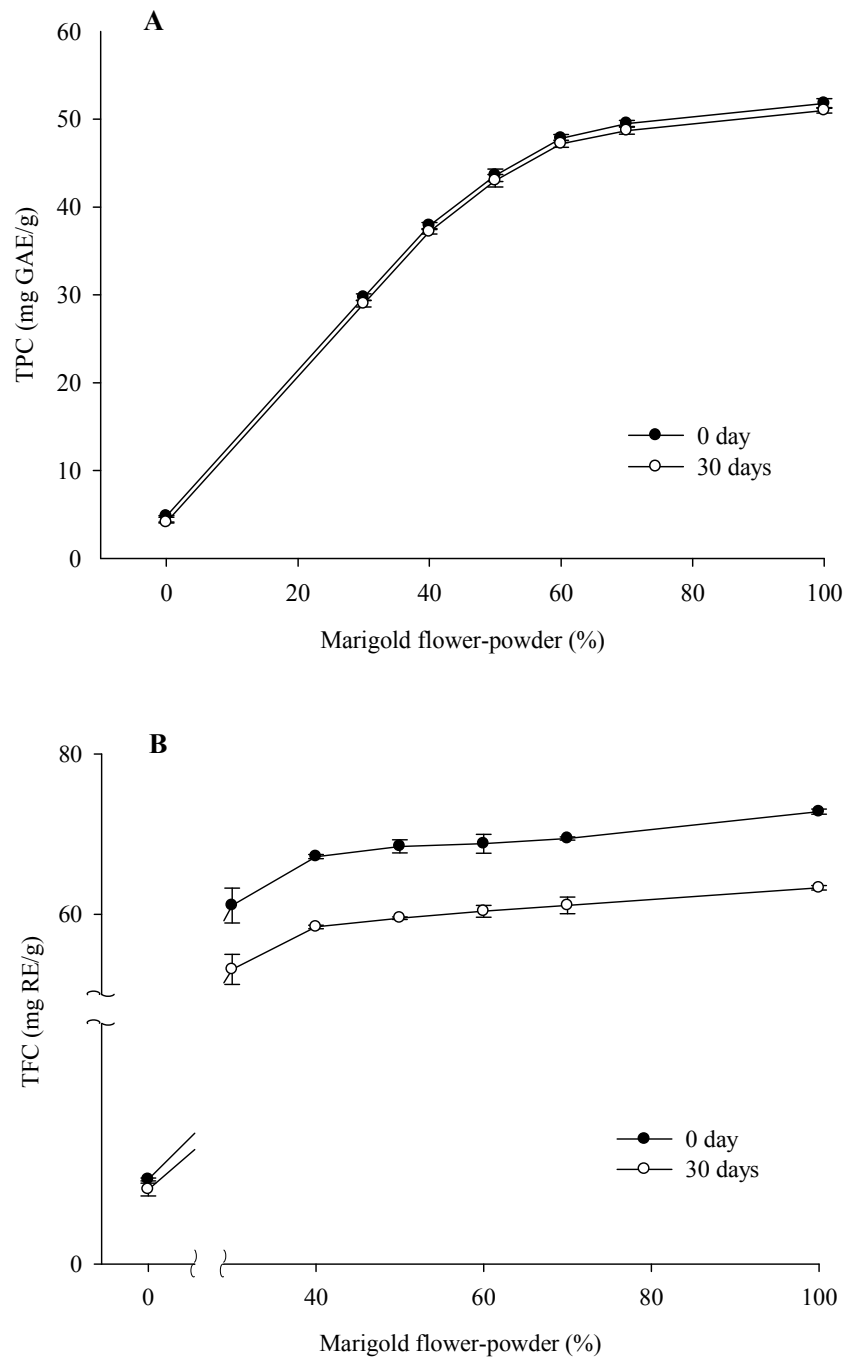 A
60
50
40
30
20
10
0
TPC (mg GAE/g)
0 day
30 days
0 20 40 60 80 100
Marigold flower-powder (%)
B
80
60
0
TFC (mg RE/g)
0 day
30 days
0 40 60 80 100
Marigold flower-powder (%)